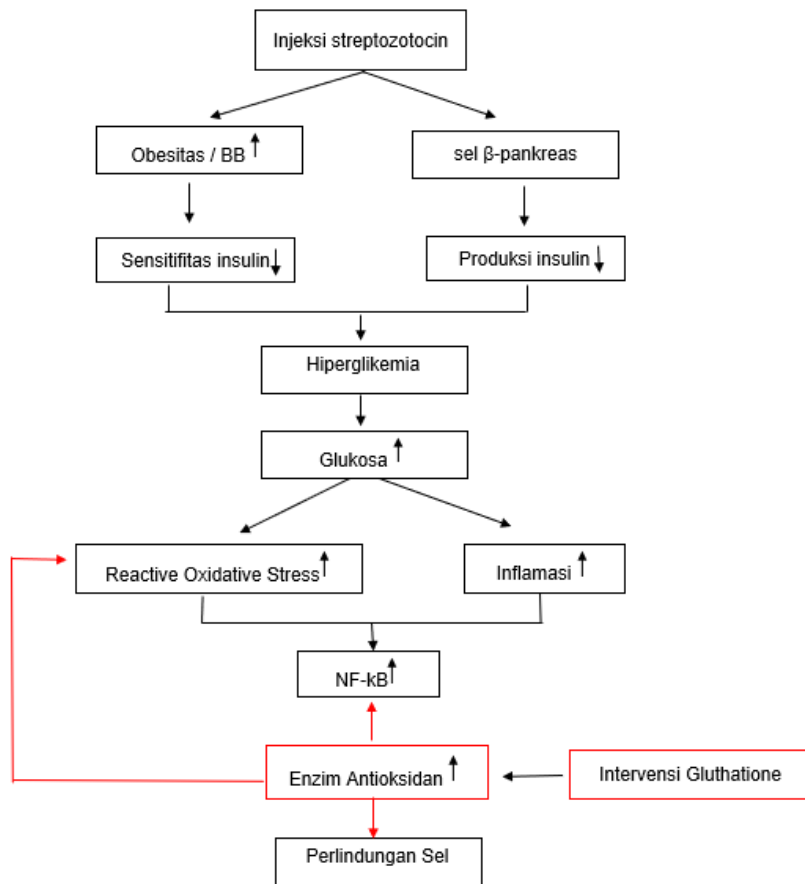 Injeksi streptozotocin
Obesitas / BB ↑
sel β-pankreas
Sensitifitas insulin ↓
Produksi insulin ↓
Hiperglikemia
Glukosa ↑
Reactive Oxidative Stress ↑
Inflamasi ↑
NF-kB ↑
Enzim Antioksidan ↑
Intervensi Gluthatione
Perlindungan Sel